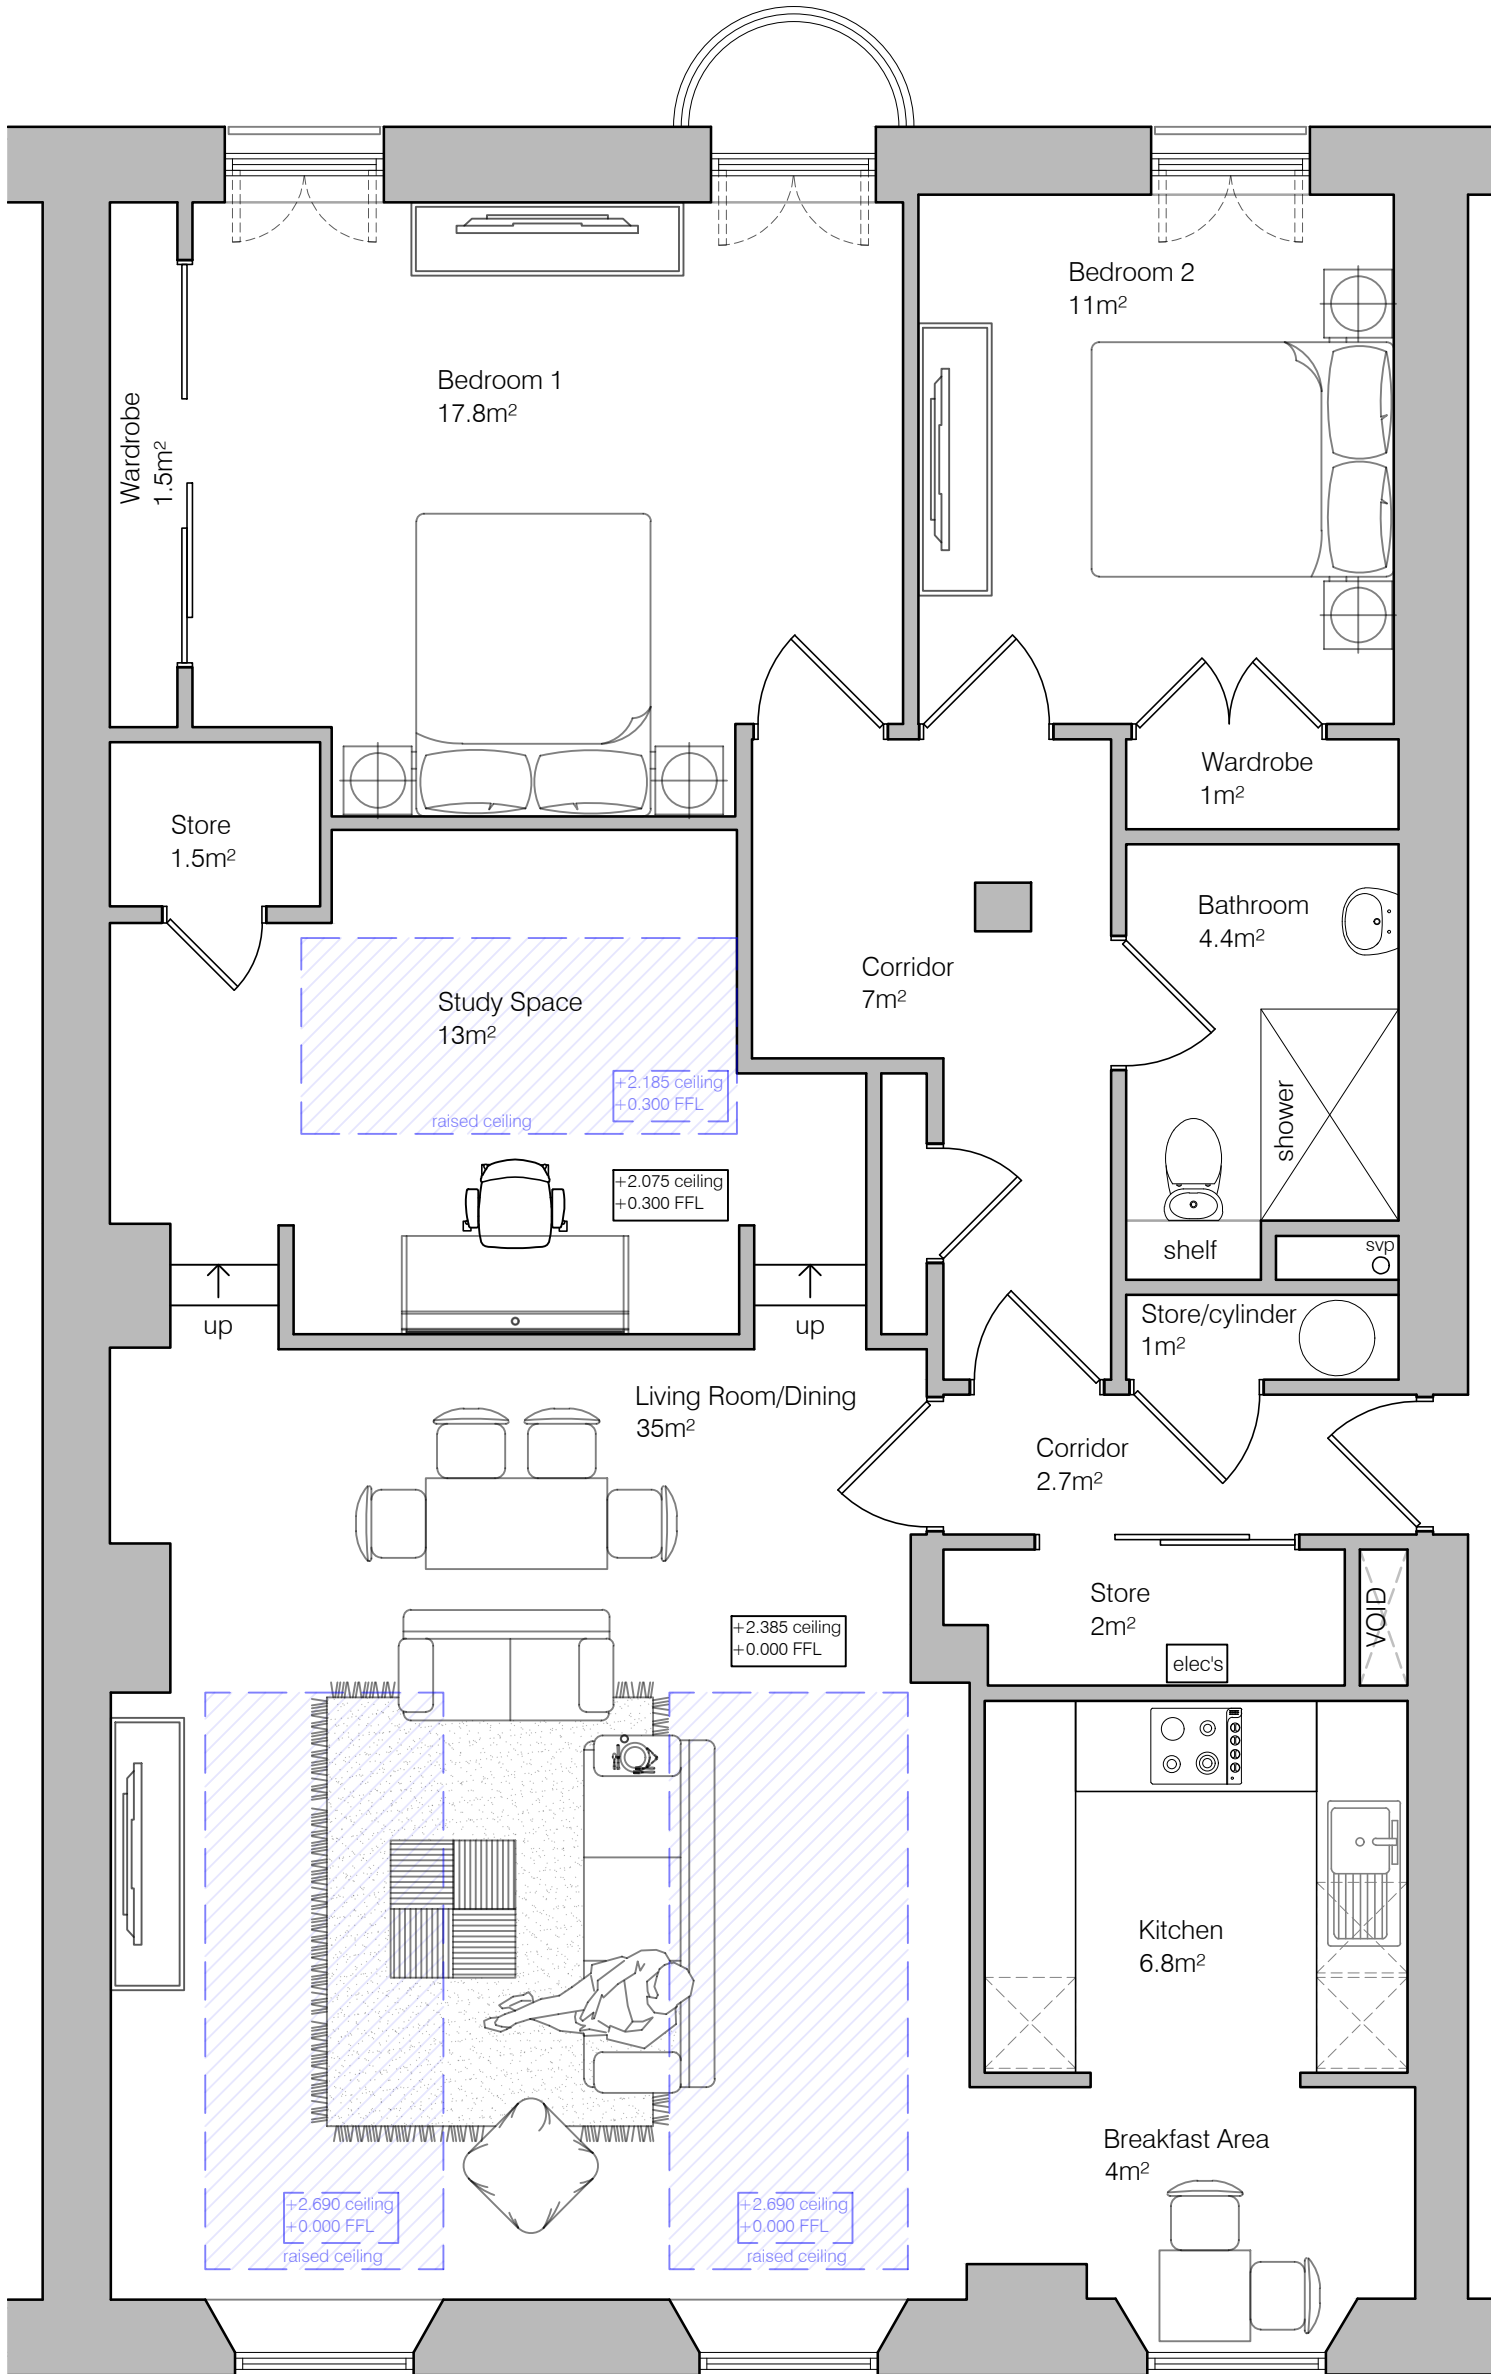 Bedroom 2
11m²
Bedroom 1
17.8m²
Wardrobe
1.5m²
Wardrobe
1m²
Store
1.5m²
Bathroom
4.4m²
Corridor
7m²
Study Space
13m²
+2.185 ceiling
+0.300 FFL
raised ceiling
shower
+2.075 ceiling
+0.300 FFL
shelf
svp
up
up
Store/cylinder
1m²
Living Room/Dining
35m²
Corridor
2.7m²
Store
2m²
VOID
+2.385 ceiling
+0.000 FFL
elec's
Kitchen
6.8m²
Breakfast Area
4m²
+2.690 ceiling
+0.000 FFL
raised ceiling
+2.690 ceiling
+0.000 FFL
raised ceiling